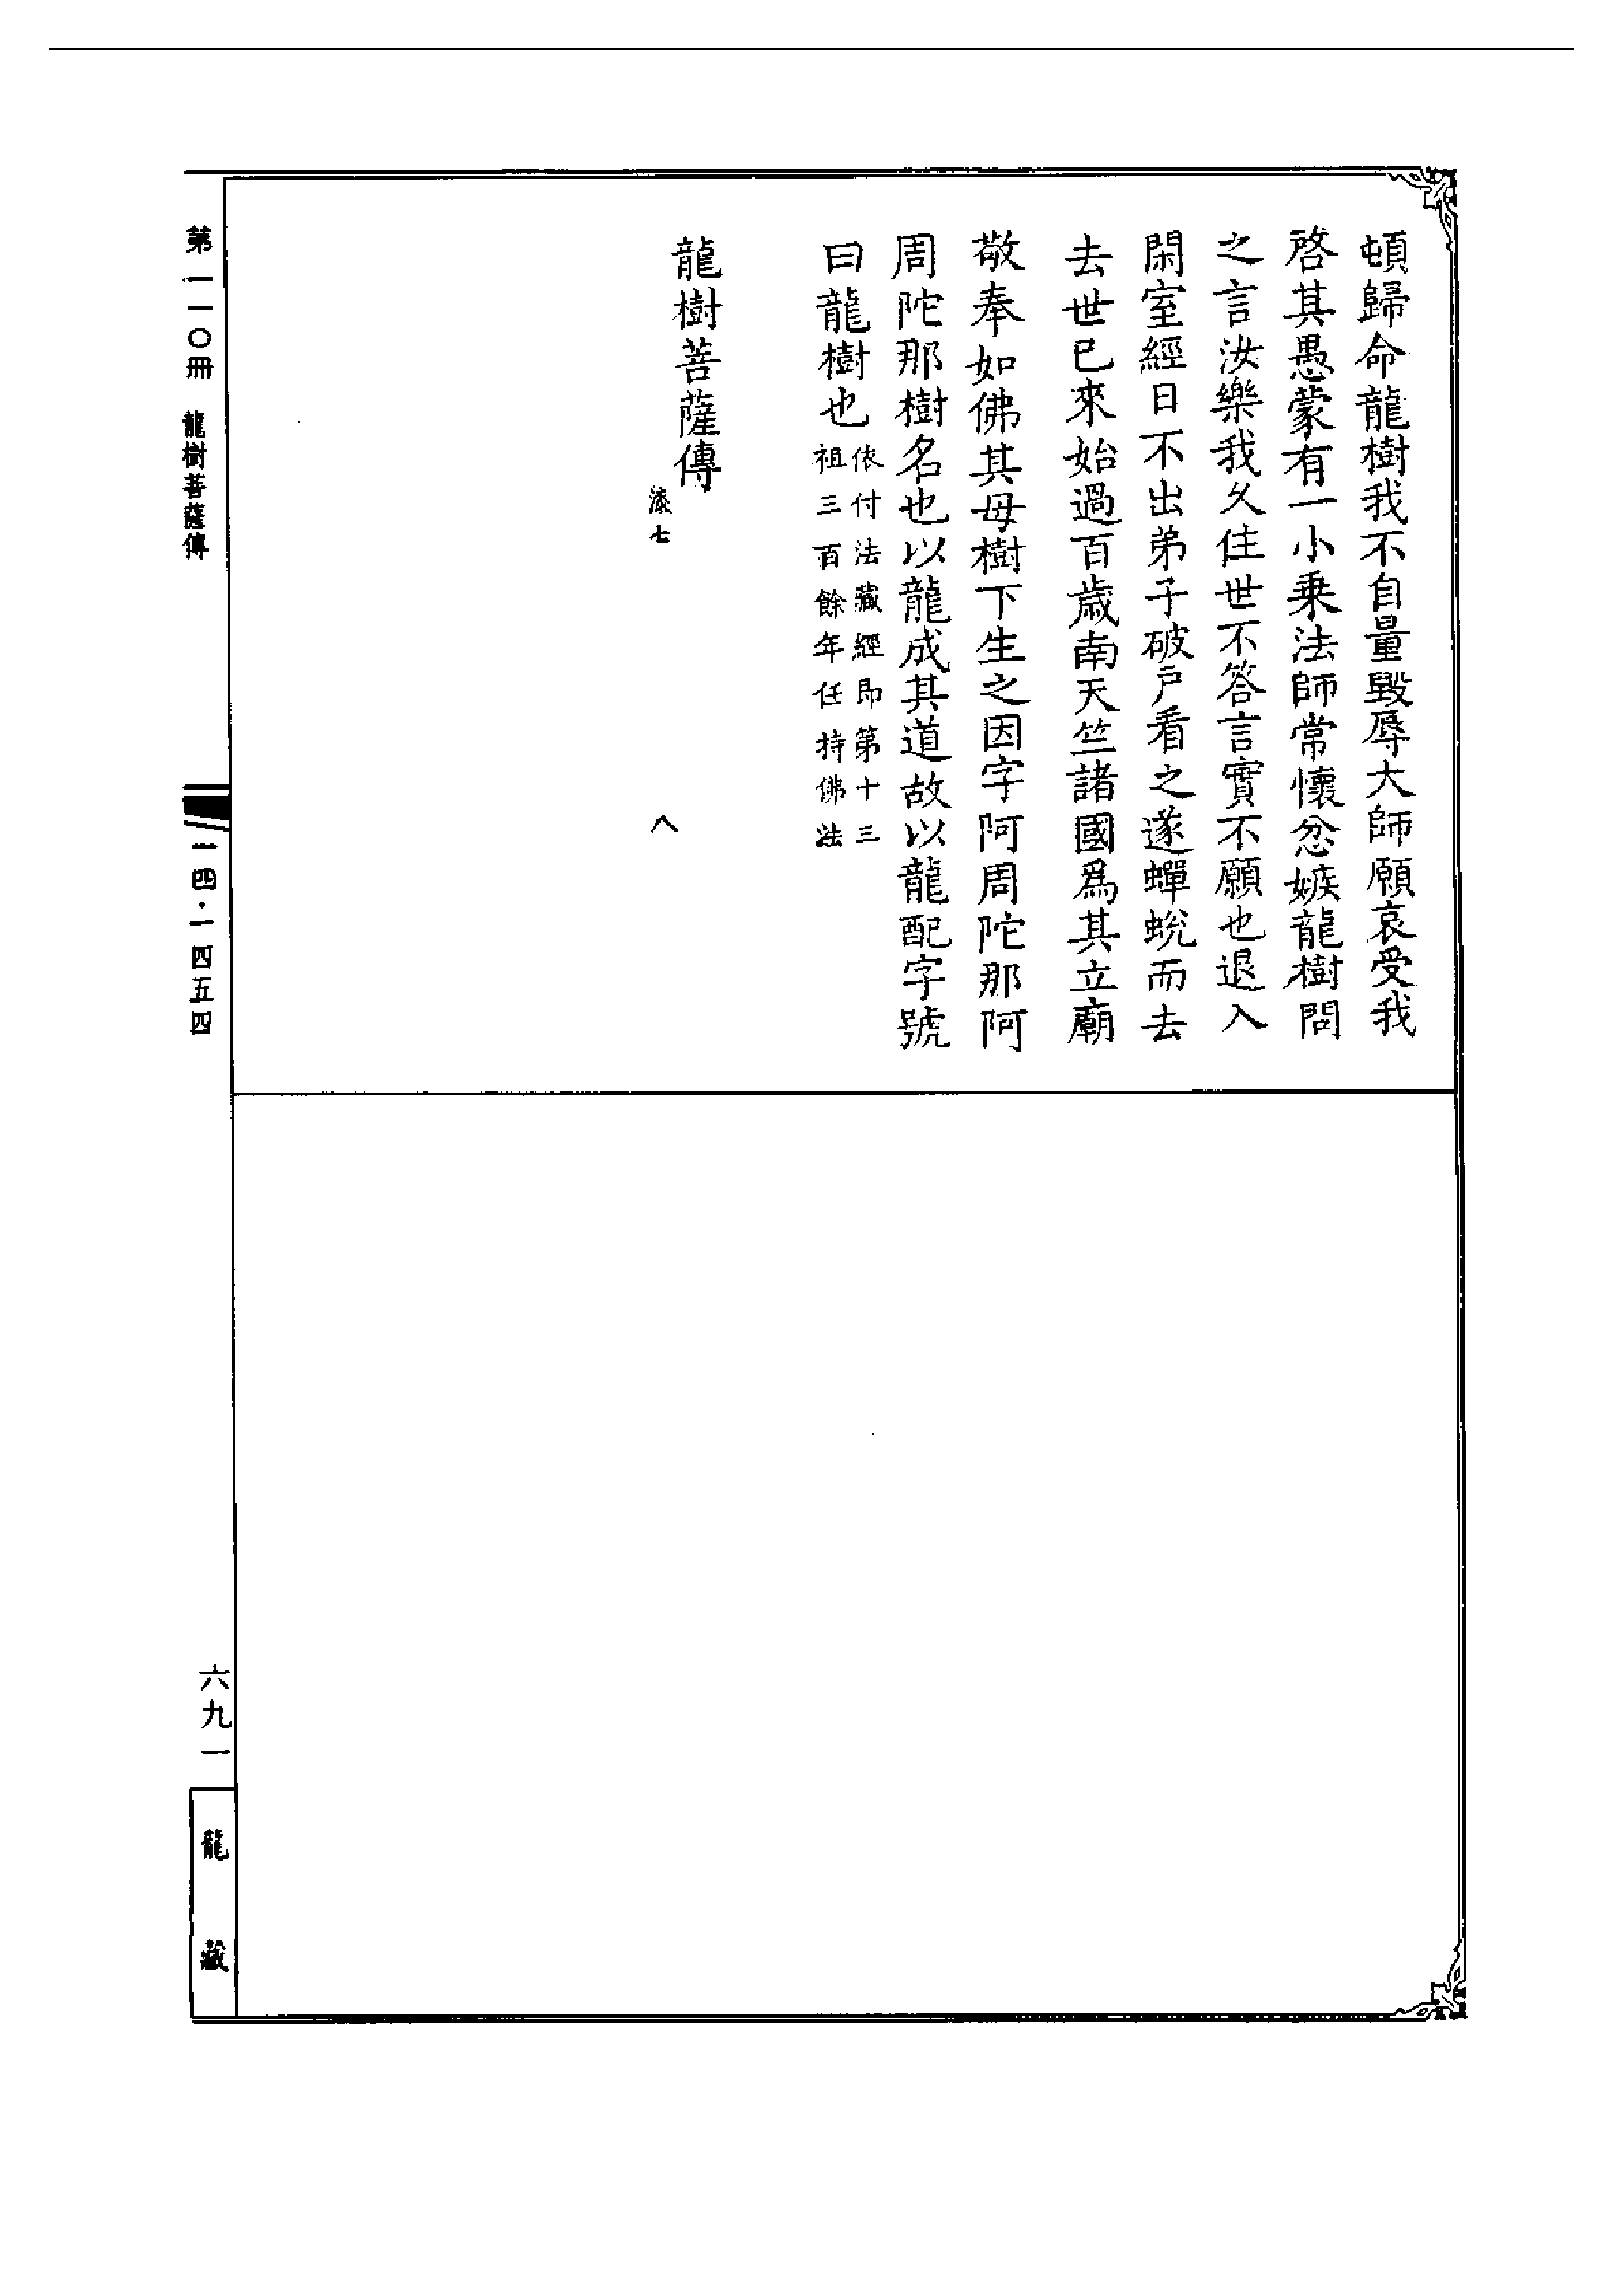 頓歸命龍樹我不自量毀辱大師願哀受我
啓其愚蒙有一小乗法師常懷忿嫉龍樹問
之言汝樂我久住世不答言實不願也退入
閑室經日不出弟子破户看之遂蟬蛻而去
去世已來始過百歳南天竺諸國爲其立廟
敬奉如佛其母樹下生之因字阿周陀那阿
周陀那樹名也以龍成其道故以龍配字號
曰龍樹也
依付法藏經即第十三
祖三百餘年任持佛法
龍樹菩薩傳
漆七
八
第一一〇冊 龍樹菩薩傳
一四·一四五四
六九一
龍藏